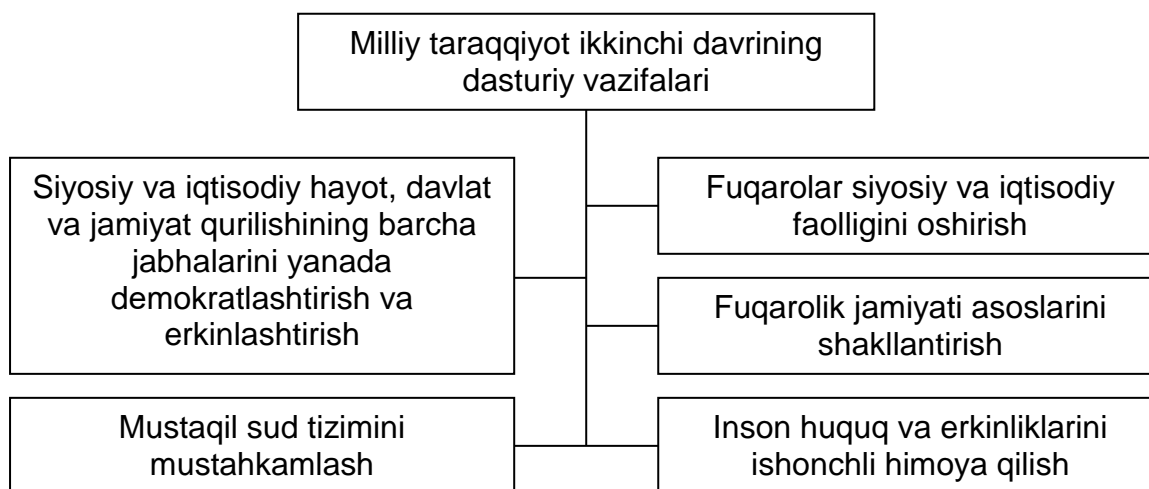 Milliy taraqqiyot ikkinchi davrining
dasturiy vazifalari
Siyosiy va iqtisodiy hayot, davlat
va jamiyat qurilishining barcha
jabhalarini yanada
demokratlashtirish va
erkinlashtirish
Fuqarolar siyosiy va iqtisodiy
faolligini oshirish
Fuqarolik jamiyati asoslarini
shakllantirish
Mustaqil sud tizimini
mustahkamlash
Inson huquq va erkinliklarini
ishonchli himoya qilish